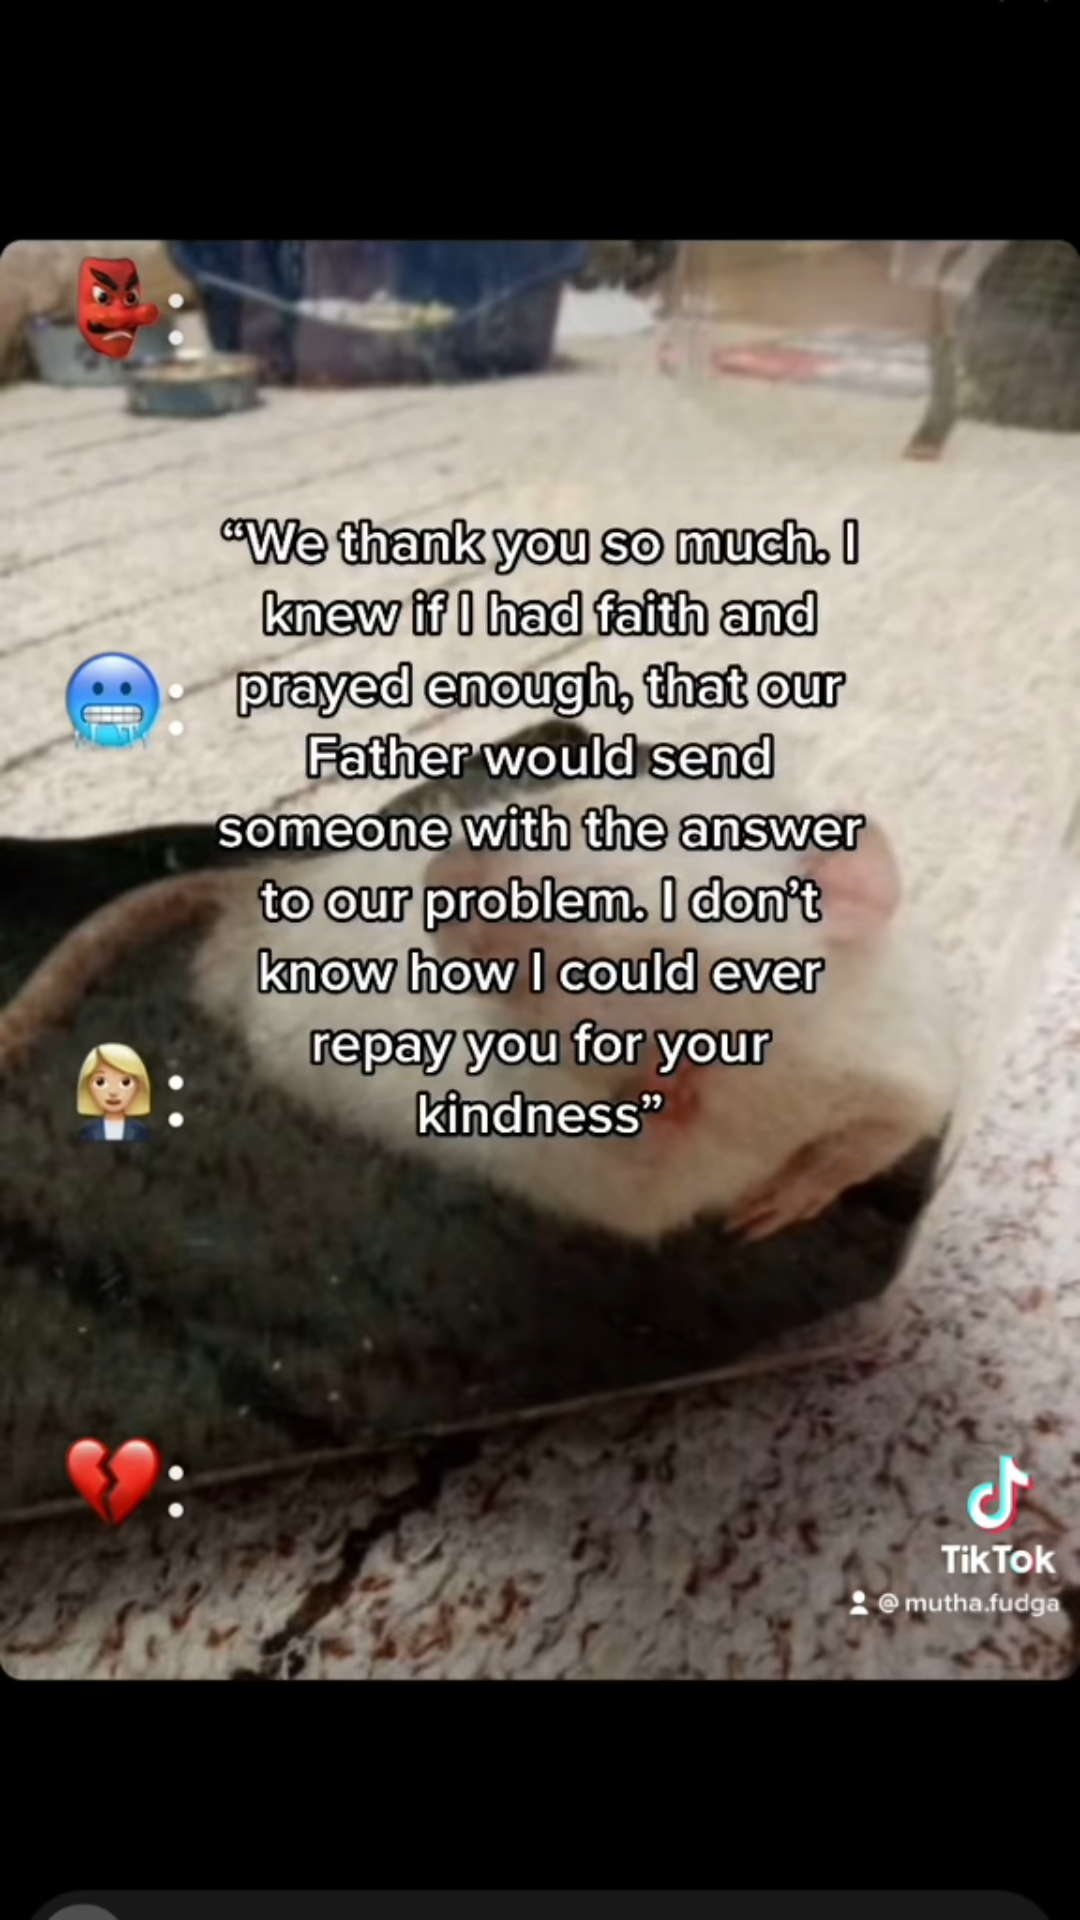 “We thank you so much. I
knew if I had faith and
prayed enough, that our
Father would send
someone with the answer
to our problem. I don’t
know how I could ever
repay you for your
kindness”
TikTok
@ mutha.fudga